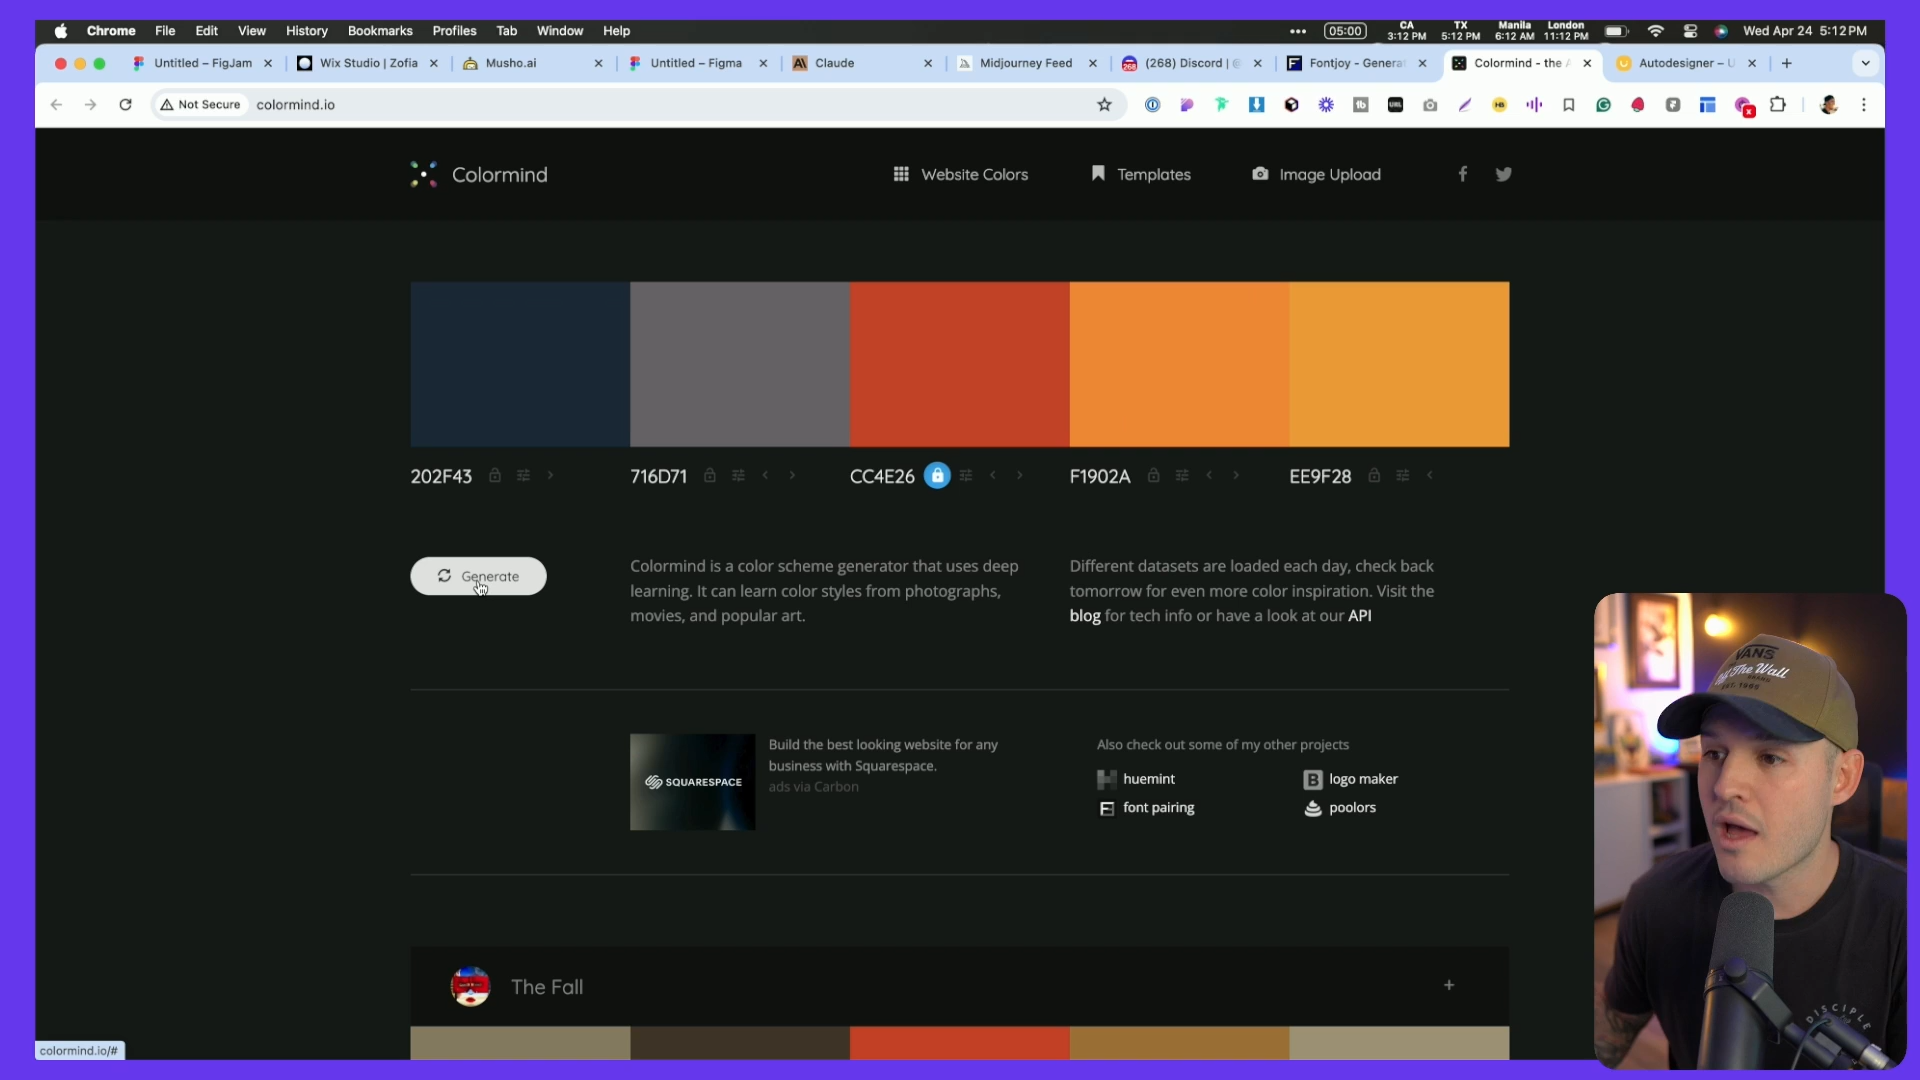 Chrome File Edit View History Bookmarks Profiles Tab Window Help
05:00 CA 3:12 PM TX 5:12 PM Manila 6:12 AM London 11:12 PM Wed Apr 24 5:12 PM
Untitled – FigJam Wix Studio | Zofia Musho.ai Untitled – Figma Claude Midjourney Feed (268) Discord | Fontjoy - Genera Colormind - the A Autodesigner – U
Not Secure colormind.io
Colormind Website Colors Templates Image Upload
202F43 716D71 CC4E26 F1902A EE9F28
Generate
Colormind is a color scheme generator that uses deep
learning. It can learn color styles from photographs,
movies, and popular art.
Different datasets are loaded each day, check back
tomorrow for even more color inspiration. Visit the
blog for tech info or have a look at our API
SQUARESPACE
Build the best looking website for any
business with Squarespace.
ads via Carbon
Also check out some of my other projects
huemint logo maker
font pairing poolors
The Fall
colormind.io/#
VANS
The Wall
DISCIPLE